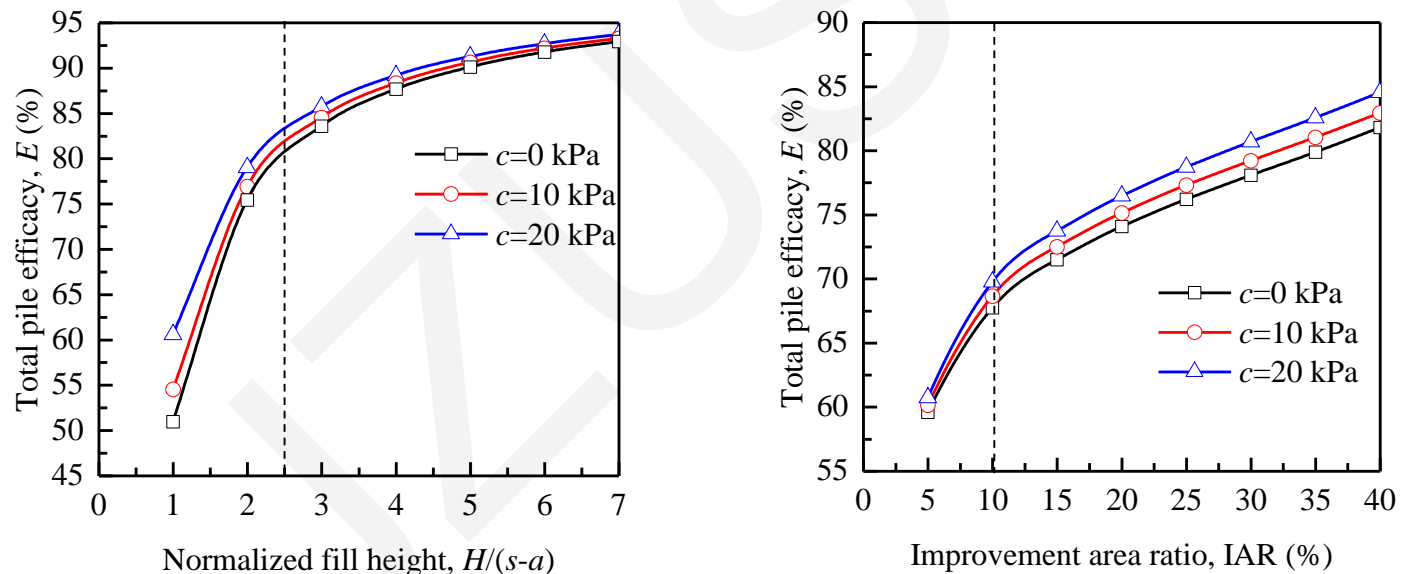 Total pile efficacy, E (%)
95
90
85
80
75
70
65
60
55
50
45
0 1 2 3 4 5 6 7
c=0 kPa
c=10 kPa
c=20 kPa
Normalized fill height, H/(s-a)
Total pile efficacy, E (%)
90
85
80
75
70
65
60
55
0 5 10 15 20 25 30 35 40
c=0 kPa
c=10 kPa
c=20 kPa
Improvement area ratio, IAR (%)